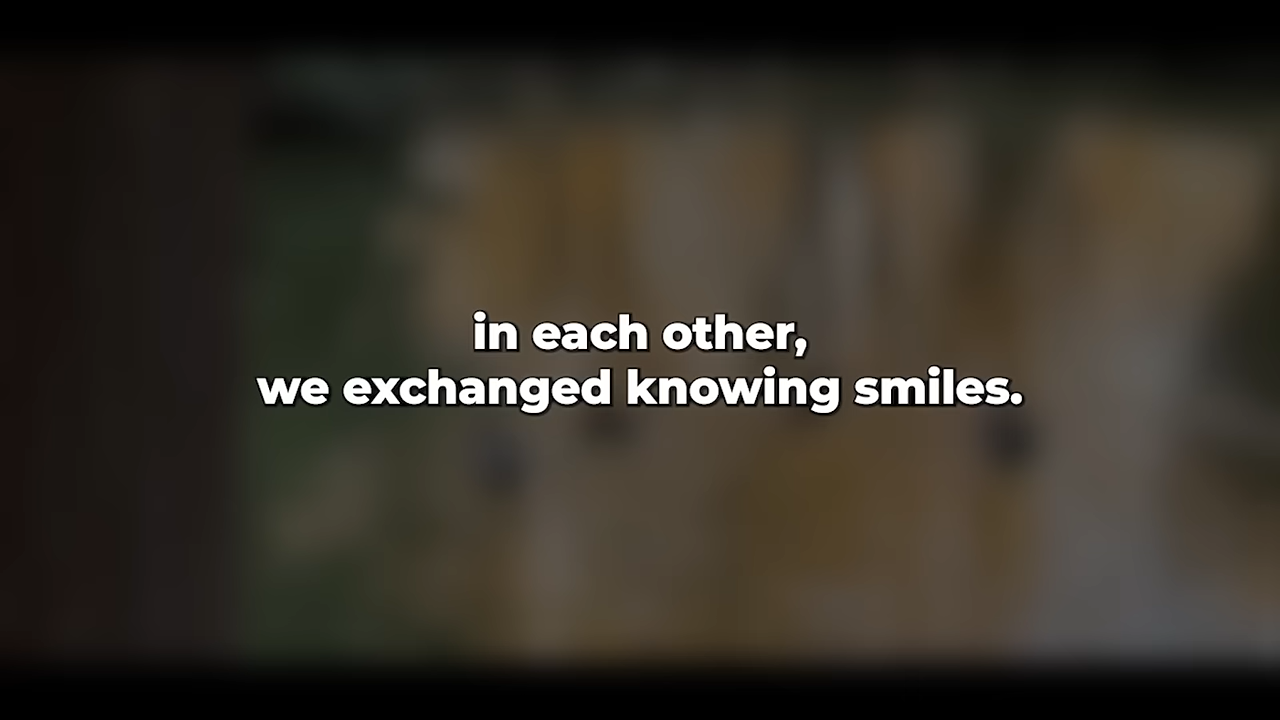 in each other,
we exchanged knowing smiles.